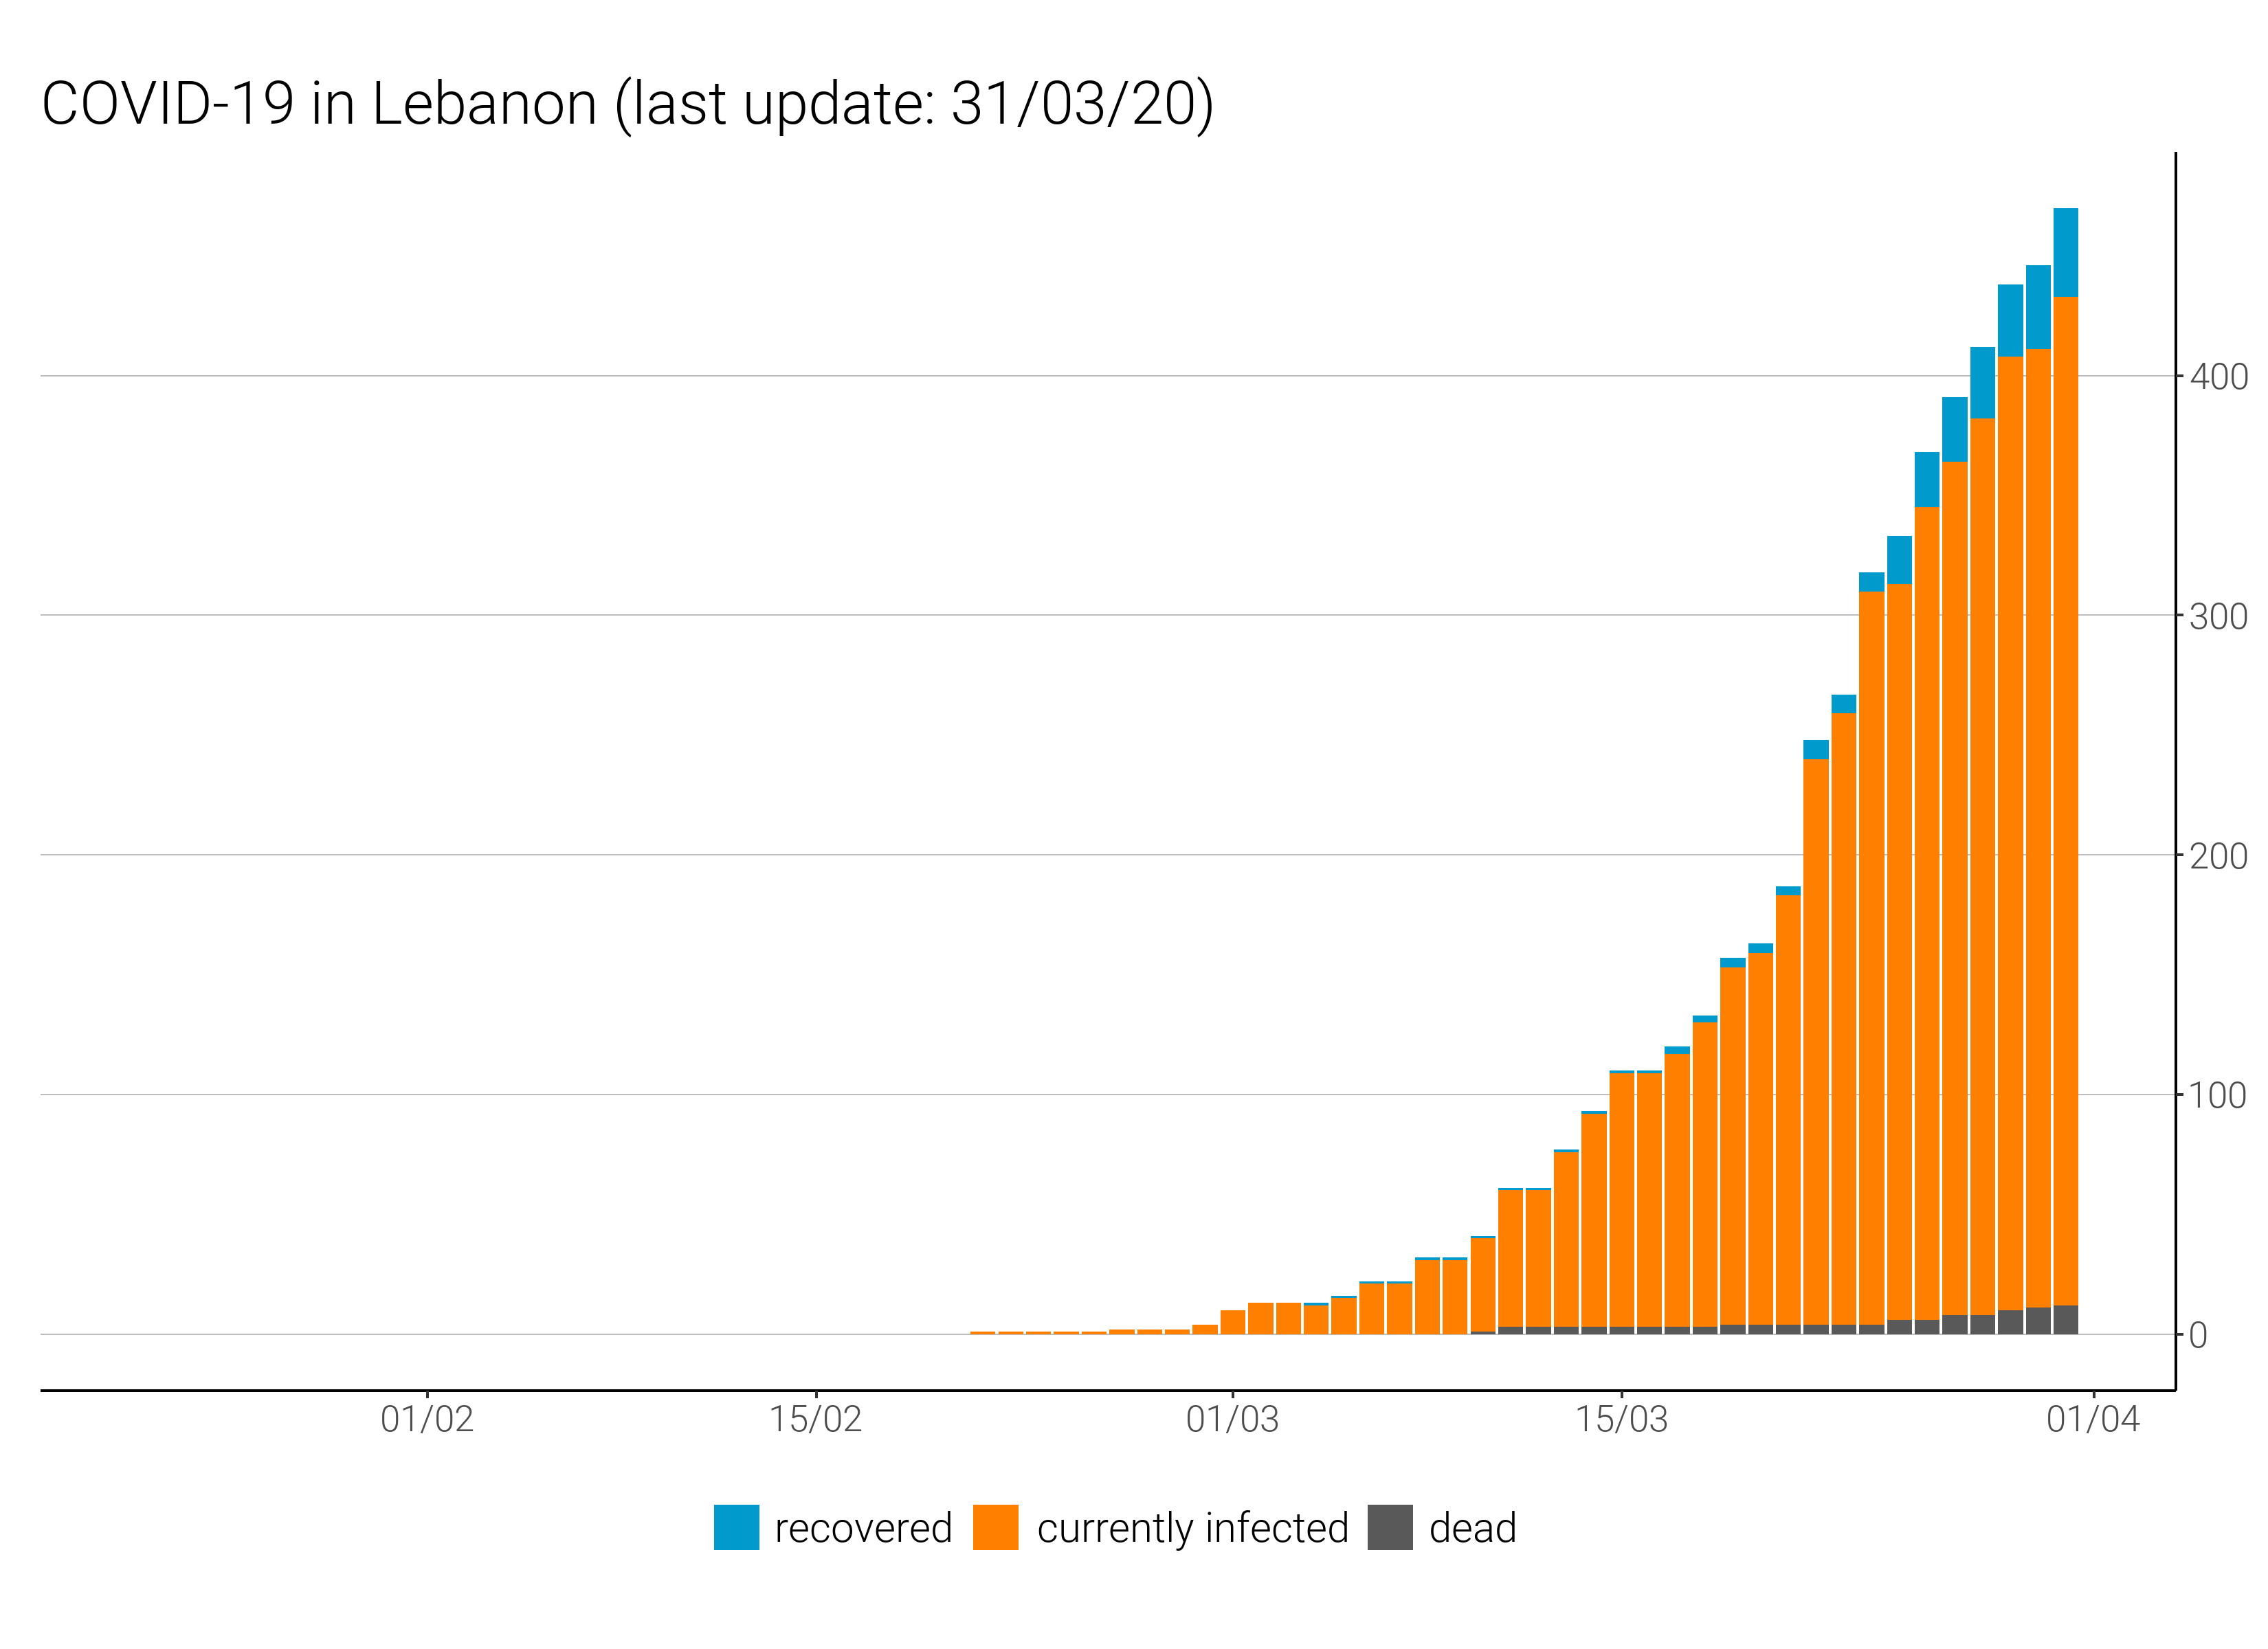 COVID-19 in Lebanon (last update: 31/03/20)
400
300
200
100
0
01/02 15/02 01/03 15/03 01/04
recovered currently infected dead